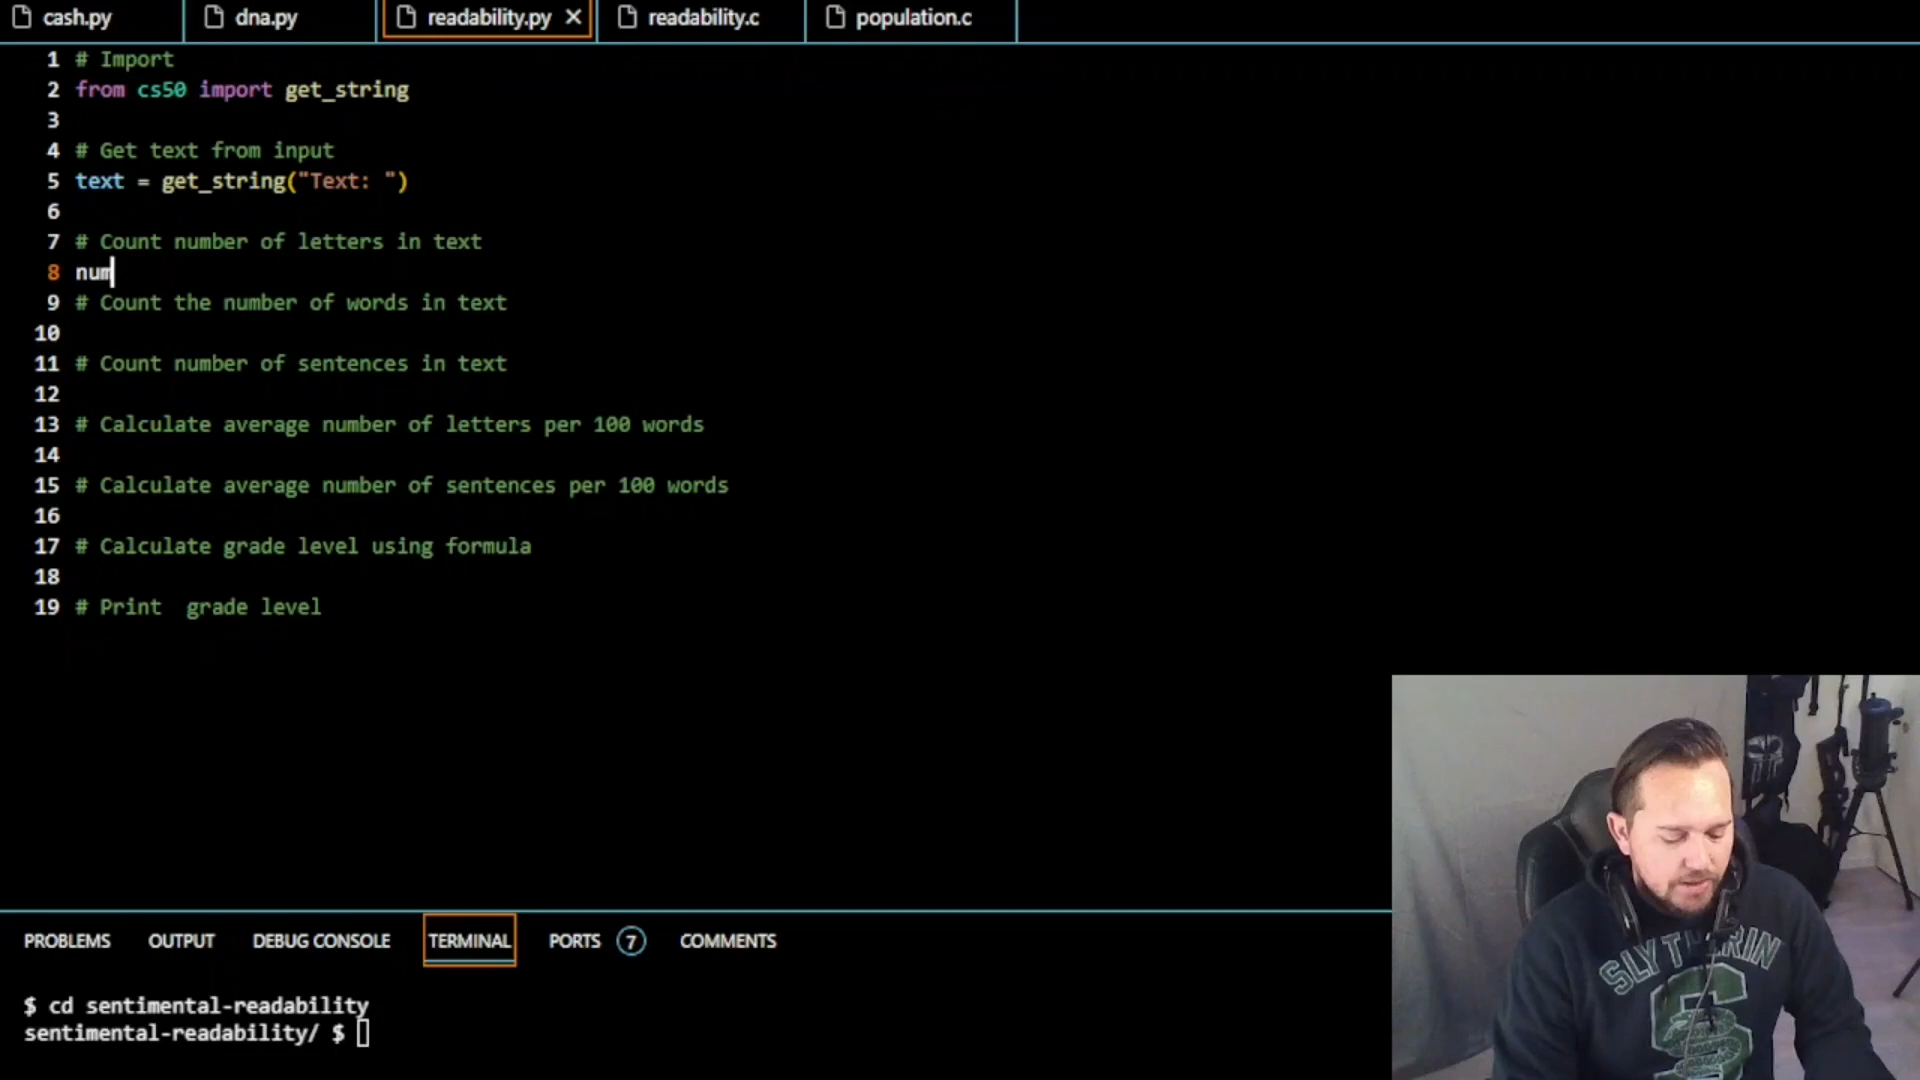 cash.py
dna.py
readability.py
readability.c
population.c
1 # Import
2 from cs50 import get_string
3
4 # Get text from input
5 text = get_string("Text: ")
6
7 # Count number of letters in text
8 num
9 # Count the number of words in text
10
11 # Count number of sentences in text
12
13 # Calculate average number of letters per 100 words
14
15 # Calculate average number of sentences per 100 words
16
17 # Calculate grade level using formula
18
19 # Print  grade level
PROBLEMS OUTPUT DEBUG CONSOLE TERMINAL PORTS 7 COMMENTS
$ cd sentimental-readability
sentimental-readability/ $
SLYTHERIN
S